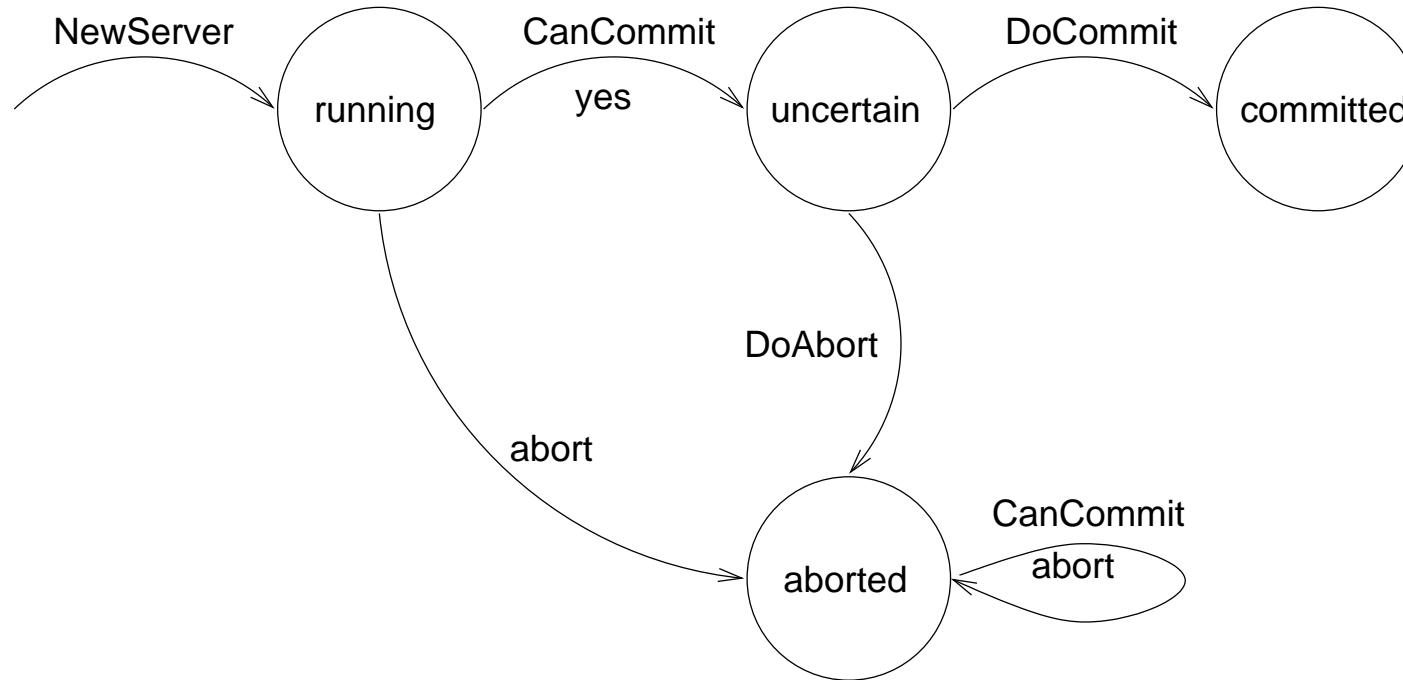 NewServer
CanCommit
DoCommit
running
yes
uncertain
committed
DoAbort
abort
CanCommit
abort
aborted